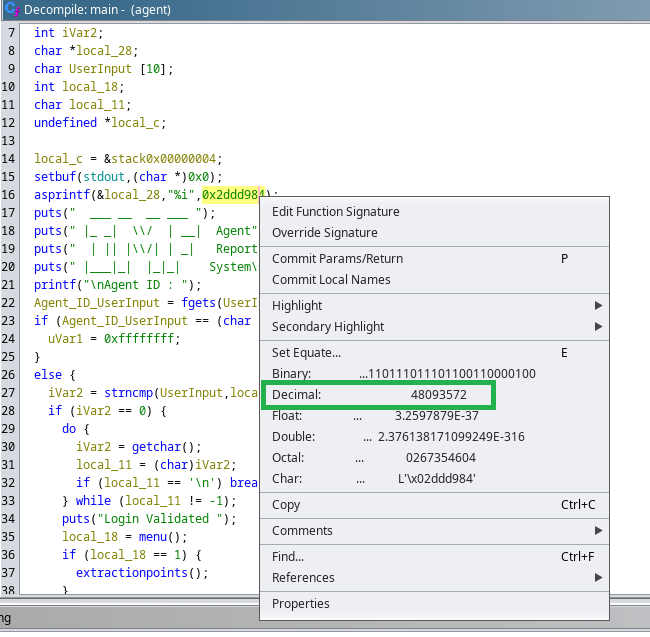 Decompile: main - (agent)
7 int iVar2;
8 char *local_28;
9 char UserInput [10];
10 int local_18;
11 char local_11;
12 undefined *local_c;
13
14 local_c = &stack0x00000004;
15 setbuf(stdout,(char *)0x0);
16 asprintf(&local_28,"%i",0x2ddd984);
17 puts(" ___ __ __ ___ ");
18 puts(" |_ _| \\/ | __| Agent"
19 puts(" | || |\\/| | _| Report
20 puts(" |___|_| |_|_| System\
21 printf("\nAgent ID : ");
22 Agent_ID_UserInput = fgets(UserI
23 if (Agent_ID_UserInput == (char
24 uVar1 = 0xffffffff;
25 }
26 else {
27 iVar2 = strncmp(UserInput,loca
28 if (iVar2 == 0) {
29 do {
30 iVar2 = getchar();
31 local_11 = (char)iVar2;
32 if (local_11 == '\n') brea
33 } while (local_11 != -1);
34 puts("Login Validated ");
35 local_18 = menu();
36 if (local_18 == 1) {
37 extractionpoints();
38 }
Edit Function Signature
Override Signature
Commit Params/Return P
Commit Local Names
Highlight
Secondary Highlight
Set Equate... E
Binary: ...110111011101100110000100
Decimal: 48093572
Float: ... 3.2597879E-37
Double: ... 2.376138171099249E-316
Octal: ... 0267354604
Char: ... L'\x02ddd984'
Copy Ctrl+C
Comments
Find... Ctrl+F
References
Properties
ng